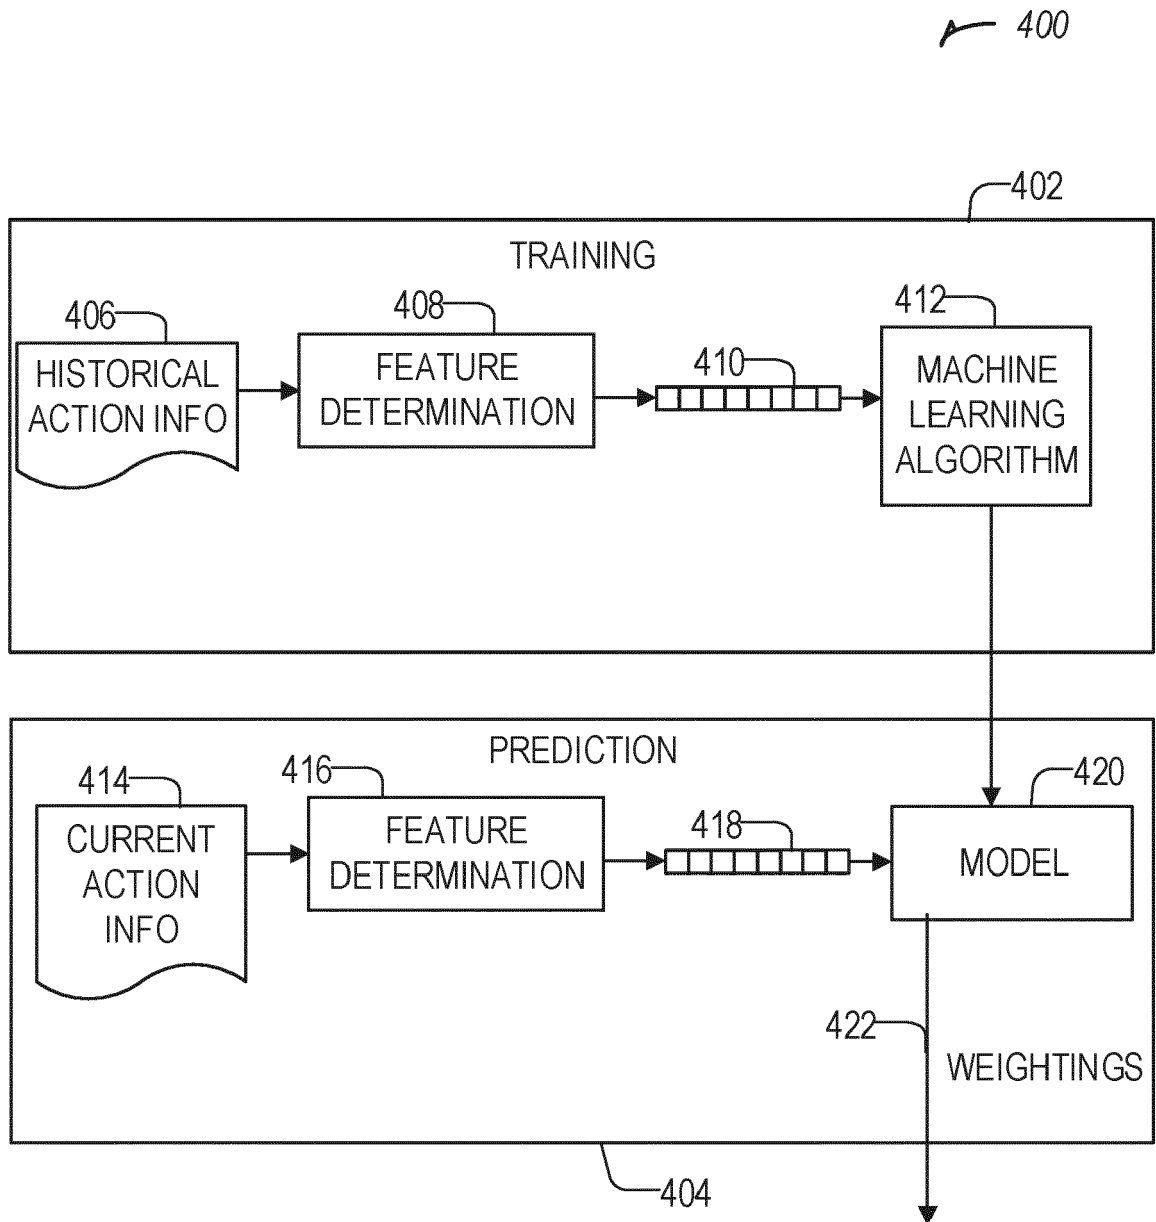 400
402
TRAINING
406
408
410
412
HISTORICAL
ACTION INFO
FEATURE
DETERMINATION
MACHINE
LEARNING
ALGORITHM
PREDICTION
414
416
418
420
CURRENT
ACTION
INFO
FEATURE
DETERMINATION
MODEL
422
WEIGHTINGS
404